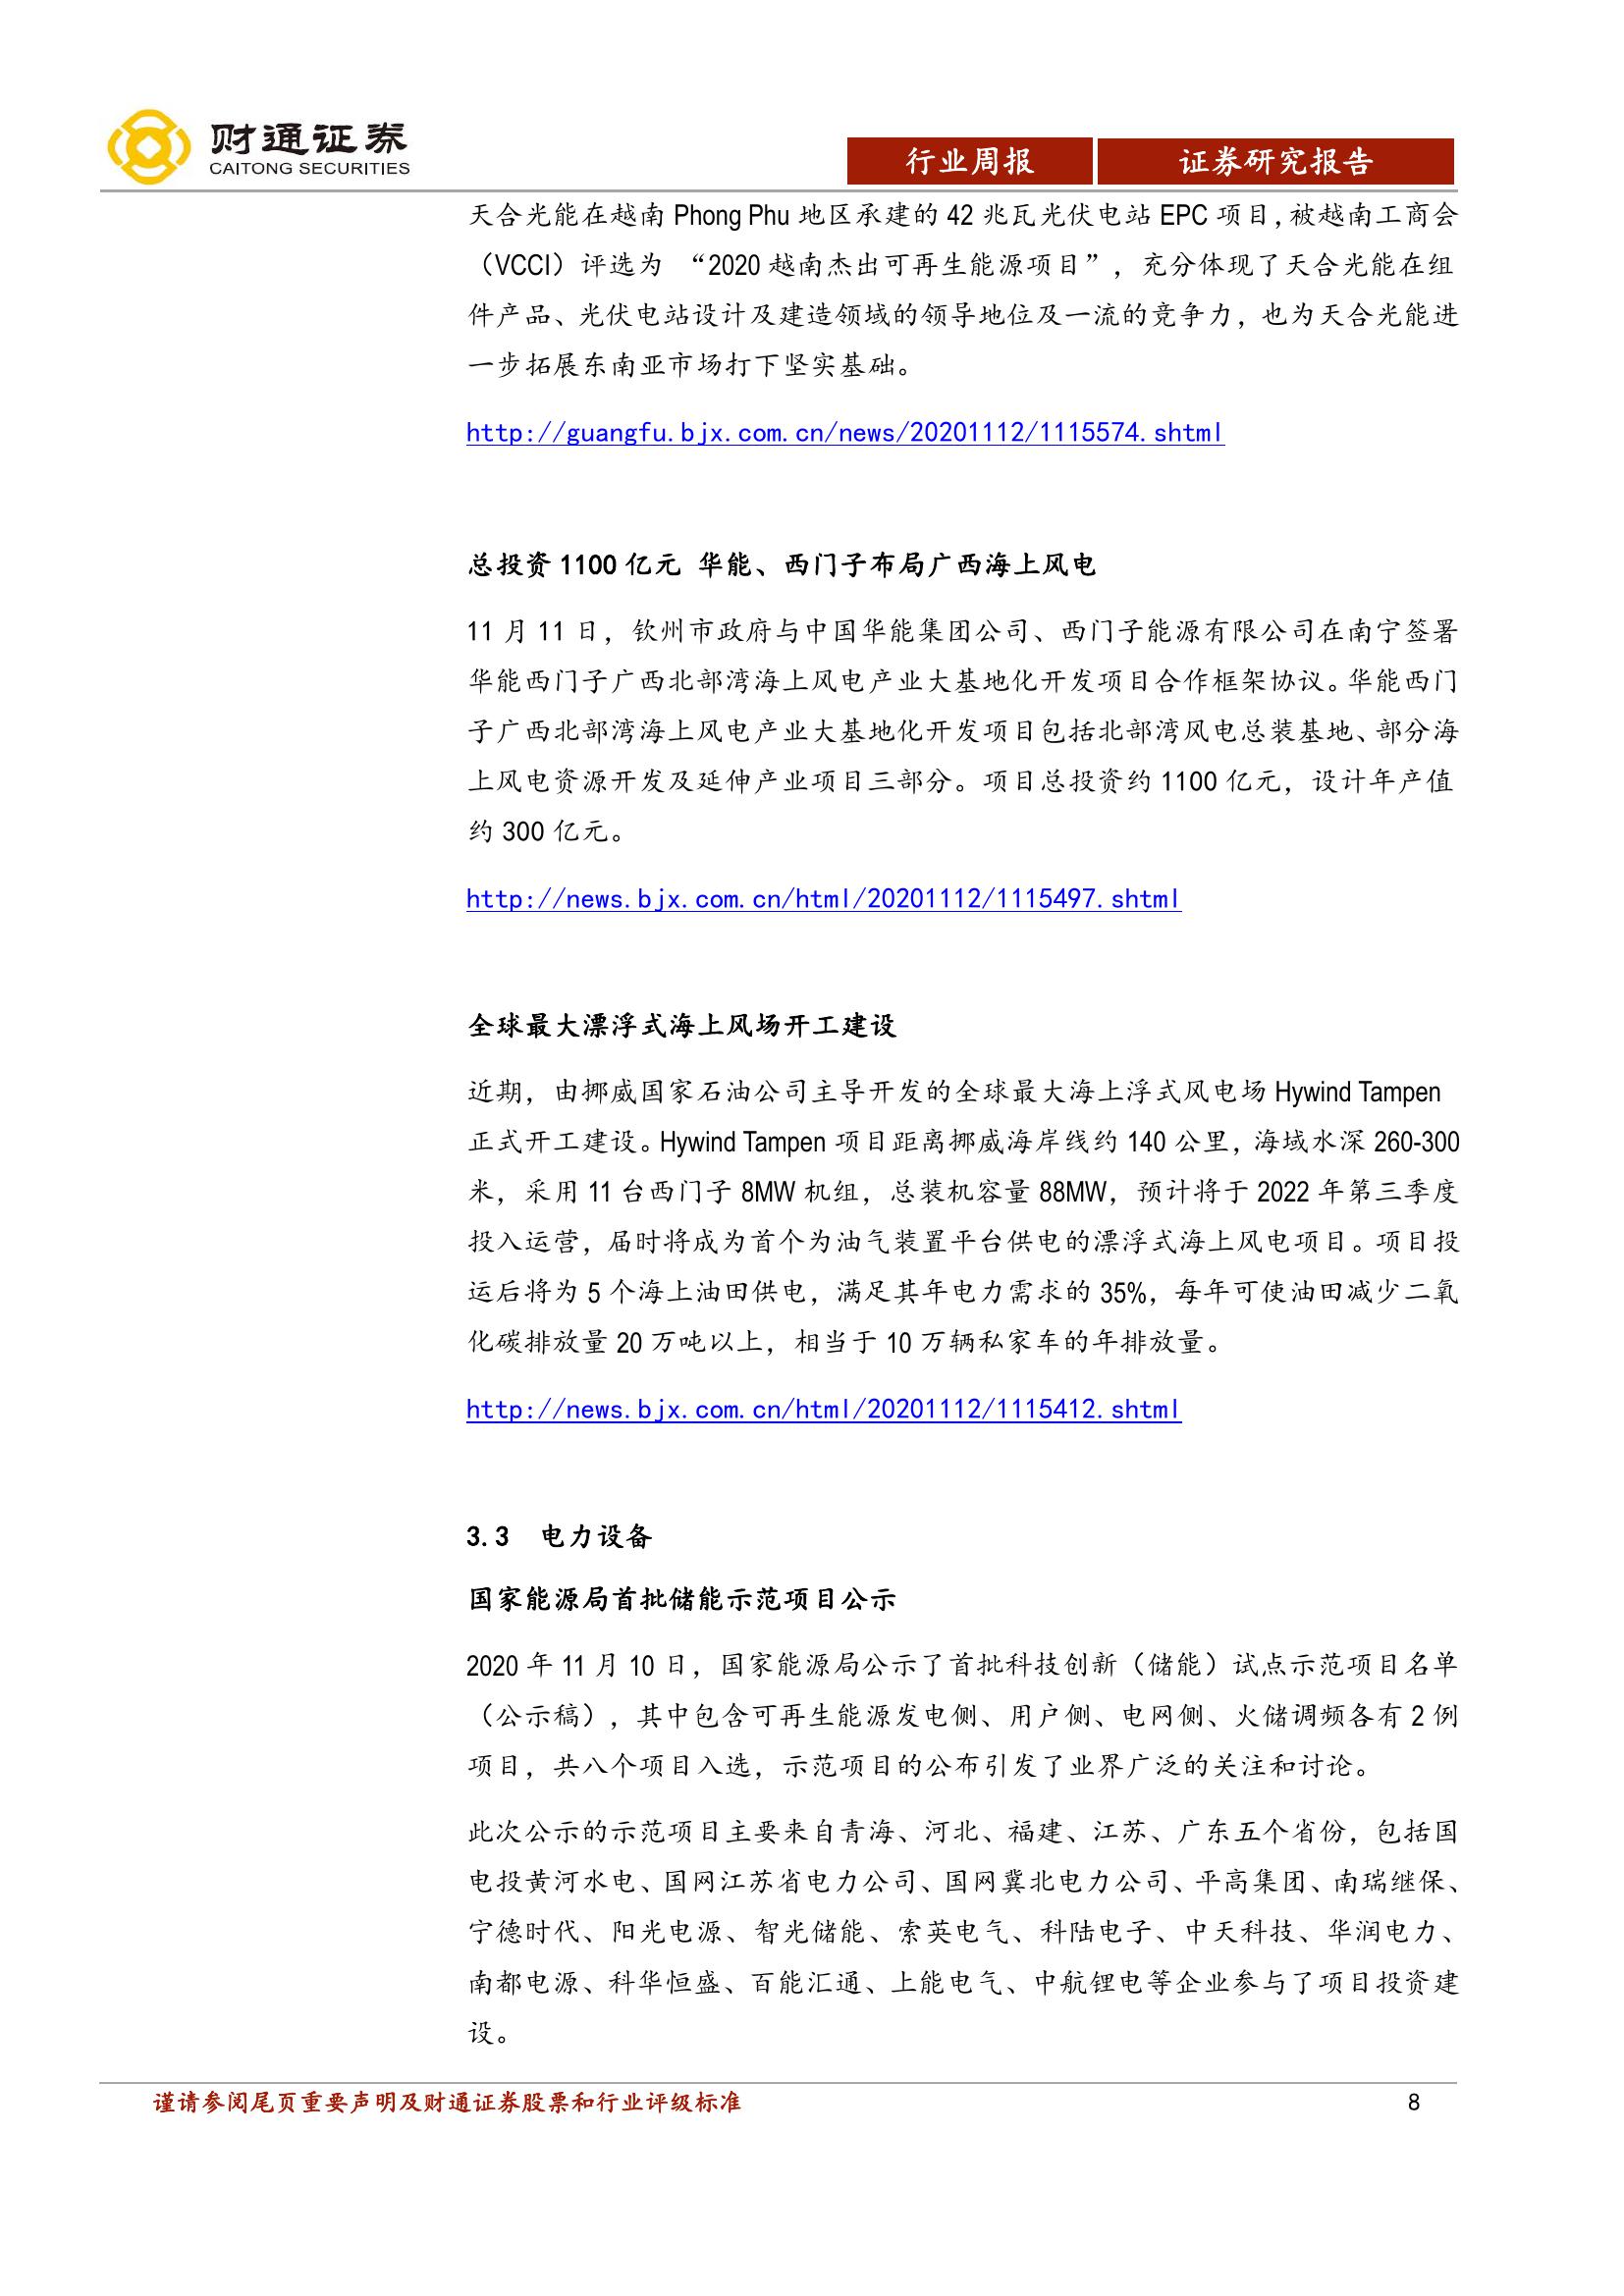 财通证券
CAITONG SECURITIES
行业周报
证券研究报告
天合光能在越南 Phong Phu 地区承建的 42 兆瓦光伏电站 EPC 项目，被越南工商会
（VCCI）评选为 “2020 越南杰出可再生能源项目”，充分体现了天合光能在组
件产品、光伏电站设计及建造领域的领导地位及一流的竞争力，也为天合光能进
一步拓展东南亚市场打下坚实基础。
http://guangfu.bjx.com.cn/news/20201112/1115574.shtml
总投资 1100 亿元 华能、西门子布局广西海上风电
11 月 11 日，钦州市政府与中国华能集团公司、西门子能源有限公司在南宁签署
华能西门子广西北部湾海上风电产业大基地化开发项目合作框架协议。华能西门
子广西北部湾海上风电产业大基地化开发项目包括北部湾风电总装基地、部分海
上风电资源开发及延伸产业项目三部分。项目总投资约 1100 亿元，设计年产值
约 300 亿元。
http://news.bjx.com.cn/html/20201112/1115497.shtml
全球最大漂浮式海上风场开工建设
近期，由挪威国家石油公司主导开发的全球最大海上浮式风电场 Hywind Tampen
正式开工建设。Hywind Tampen 项目距离挪威海岸线约 140 公里，海域水深 260-300
米，采用 11 台西门子 8MW 机组，总装机容量 88MW，预计将于 2022 年第三季度
投入运营，届时将成为首个为油气装置平台供电的漂浮式海上风电项目。项目投
运后将为 5 个海上油田供电，满足其年电力需求的 35%，每年可使油田减少二氧
化碳排放量 20 万吨以上，相当于 10 万辆私家车的年排放量。
http://news.bjx.com.cn/html/20201112/1115412.shtml
3.3 电力设备
国家能源局首批储能示范项目公示
2020 年 11 月 10 日，国家能源局公示了首批科技创新（储能）试点示范项目名单
（公示稿），其中包含可再生能源发电侧、用户侧、电网侧、火储调频各有 2 例
项目，共八个项目入选，示范项目的公布引发了业界广泛的关注和讨论。
此次公示的示范项目主要来自青海、河北、福建、江苏、广东五个省份，包括国
电投黄河水电、国网江苏省电力公司、国网冀北电力公司、平高集团、南瑞继保、
宁德时代、阳光电源、智光储能、索英电气、科陆电子、中天科技、华润电力、
南都电源、科华恒盛、百能汇通、上能电气、中航锂电等企业参与了项目投资建
设。
谨请参阅尾页重要声明及财通证券股票和行业评级标准
8